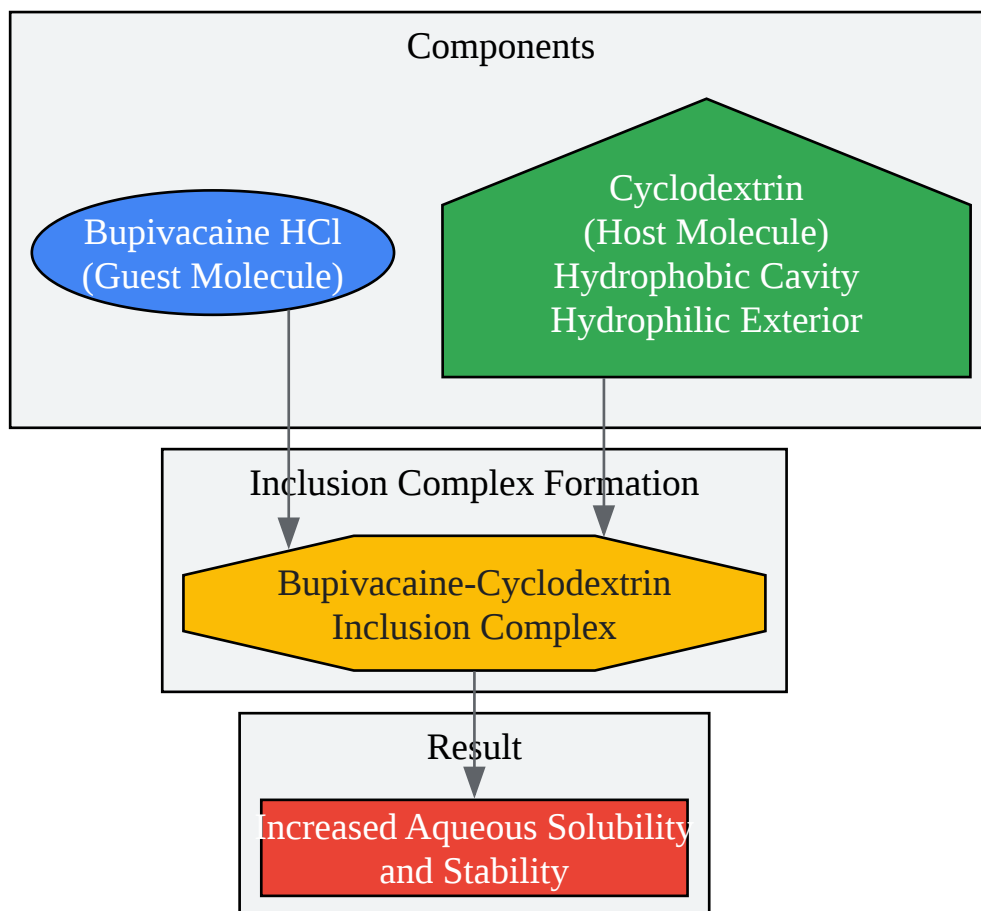 Components
Bupivacaine HCl
(Guest Molecule)
Cyclodextrin
(Host Molecule)
Hydrophobic Cavity
Hydrophilic Exterior
Inclusion Complex Formation
Bupivacaine-Cyclodextrin
Inclusion Complex
Result
Increased Aqueous Solubility
and Stability